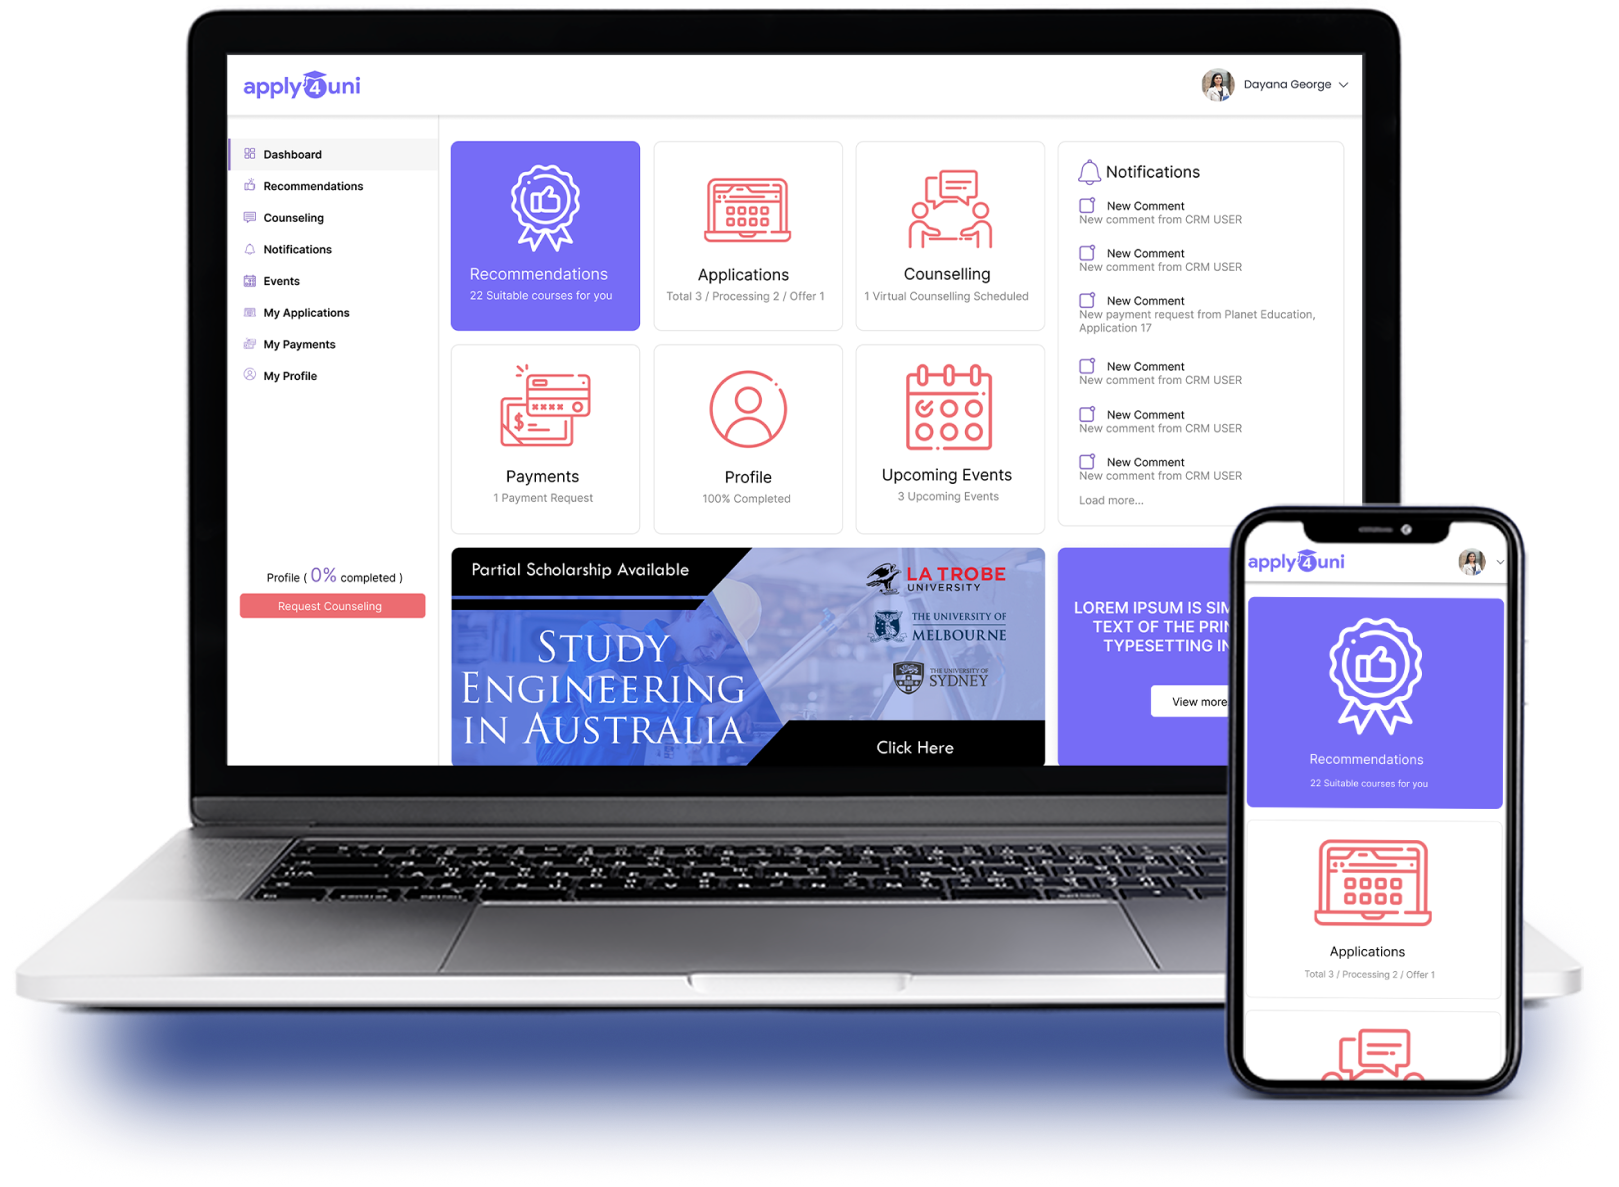 apply4uni
Dayana George
Dashboard
Recommendations
Counseling
Notifications
Events
My Applications
My Payments
My Profile
Profile ( 0% completed )
Request Counseling
Recommendations
22 Suitable courses for you
Applications
Total 3 / Processing 2 / Offer 1
Counselling
1 Virtual Counselling Scheduled
Payments
1 Payment Request
Profile
100% Completed
Upcoming Events
3 Upcoming Events
Notifications
New Comment
New comment from CRM USER
New Comment
New comment from CRM USER
New Comment
New payment request from Planet Education,
Application 17
New Comment
New comment from CRM USER
New Comment
New comment from CRM USER
New Comment
New comment from CRM USER
Load more...
Partial Scholarship Available
STUDY
ENGINEERING
IN AUSTRALIA
LA TROBE
UNIVERSITY
THE UNIVERSITY OF
MELBOURNE
THE UNIVERSITY OF
SYDNEY
Click Here
LOREM IPSUM IS SIM
TEXT OF THE PRIN
TYPESETTING IN
View more
apply4uni
Recommendations
22 Suitable courses for you
Applications
Total 3 / Processing 2 / Offer 1